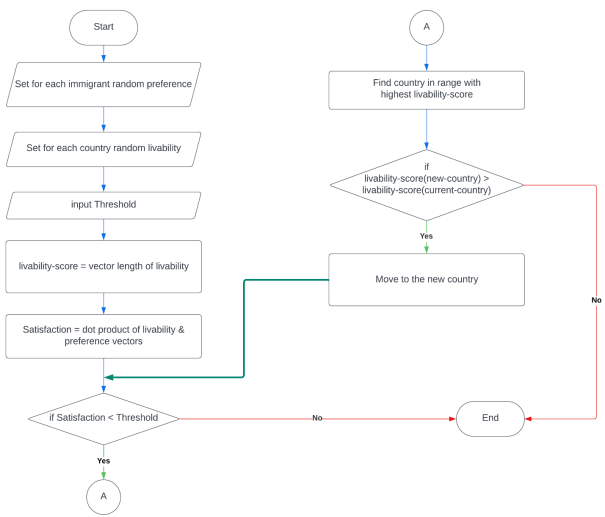 Start
Set for each immigrant random preference
Set for each country random livability
input Threshold
livability-score = vector length of livability
Satisfaction = dot product of livability &
preference vectors
if Satisfaction < Threshold
No
Yes
A
A
Find country in range with
highest livability-score
if
livability-score(new-country) >
livability-score(current-country)
Yes
No
Move to the new country
End